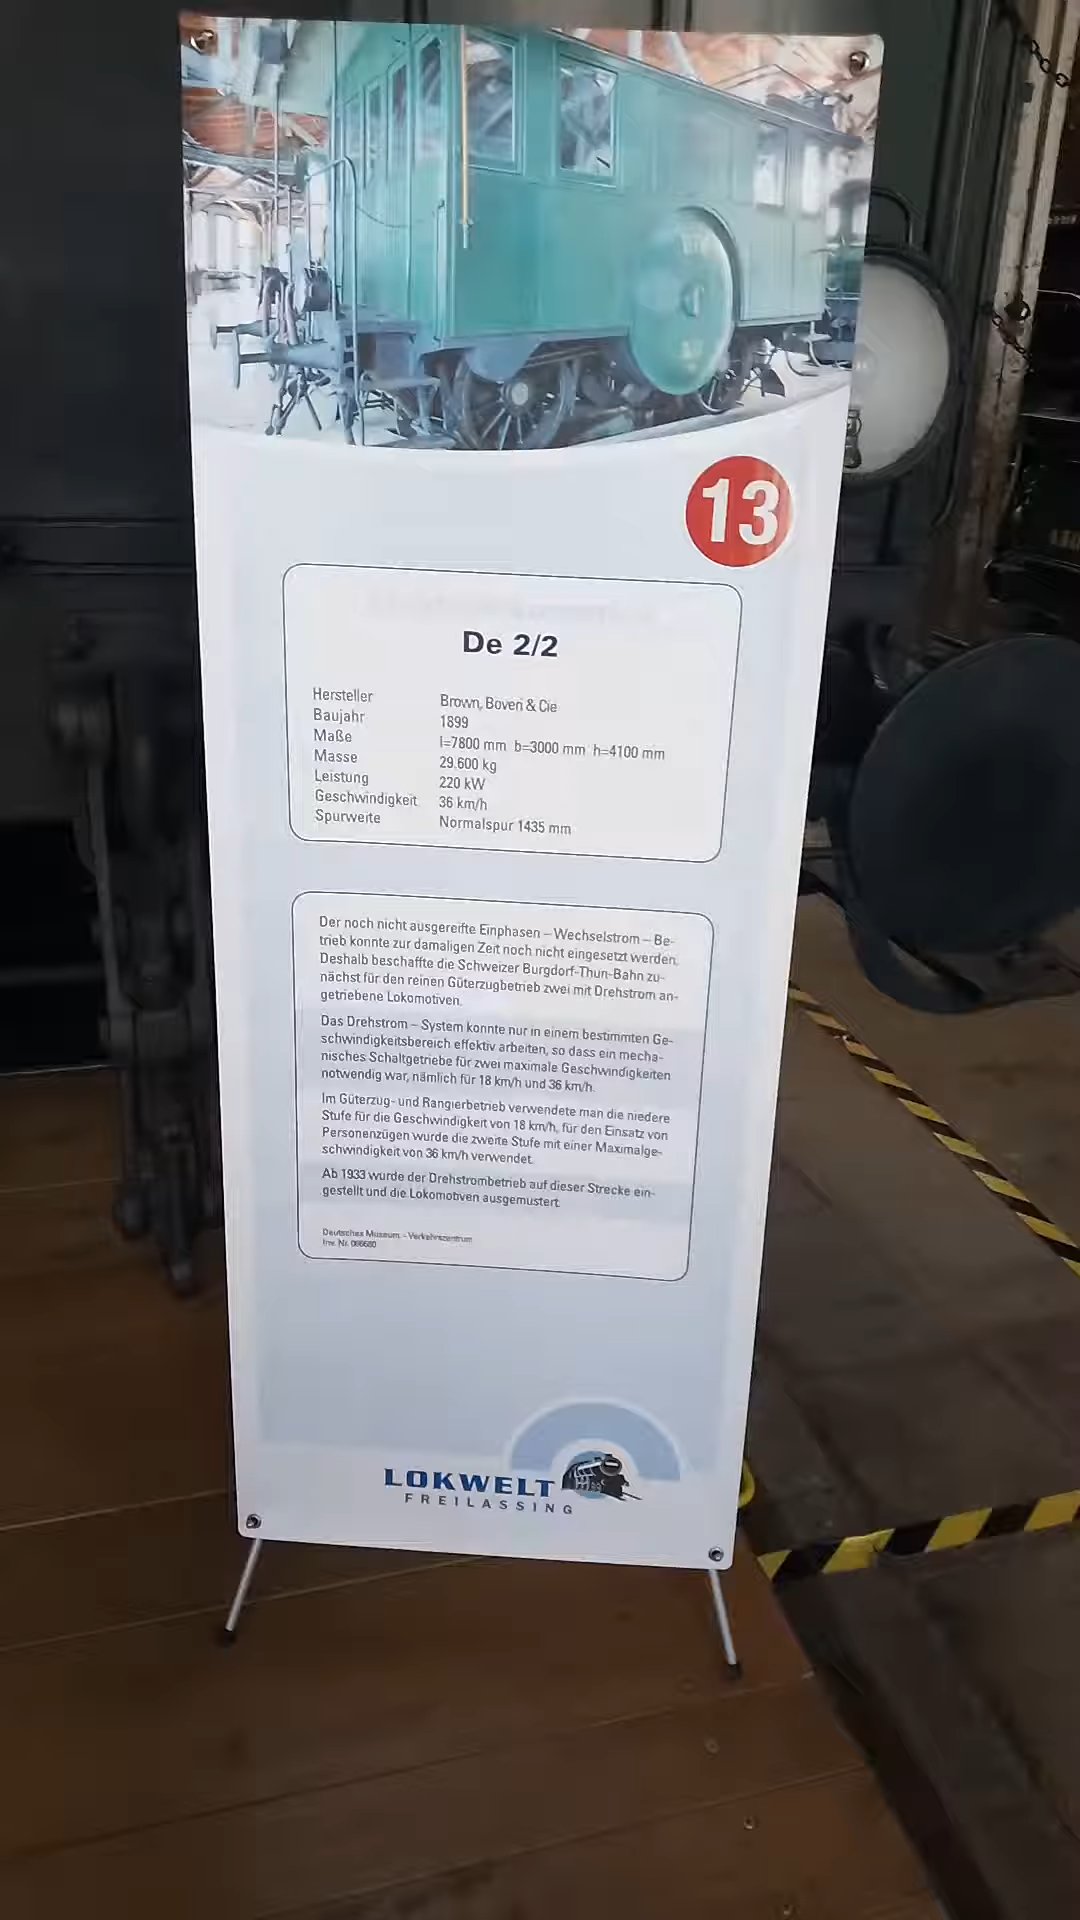 13
De 2/2
Hersteller Brown, Boveri & Cie
Baujahr 1899
Maße l=7800 mm b=3000 mm h=4100 mm
Masse 29.600 kg
Leistung 220 kW
Geschwindigkeit 36 km/h
Spurweite Normalspur 1435 mm
Der noch nicht ausgereifte Einphasen – Wechselstrom – Be-
trieb konnte zur damaligen Zeit noch nicht eingesetzt werden.
Deshalb beschaffte die Schweizer Burgdorf-Thun-Bahn zu-
nächst für den reinen Güterzugbetrieb zwei mit Drehstrom an-
getriebene Lokomotiven.
Das Drehstrom – System konnte nur in einem bestimmten Ge-
schwindigkeitsbereich effektiv arbeiten, so dass ein mecha-
nisches Schaltgetriebe für zwei maximale Geschwindigkeiten
notwendig war, nämlich für 18 km/h und 36 km/h.
Im Güterzug- und Rangierbetrieb verwendete man die niedere
Stufe für die Geschwindigkeit von 18 km/h, für den Einsatz von
Personenzügen wurde die zweite Stufe mit einer Maximalge-
schwindigkeit von 36 km/h verwendet.
Ab 1933 wurde der Drehstrombetrieb auf dieser Strecke ein-
gestellt und die Lokomotiven ausgemustert.
Deutsches Museum - Verkehrszentrum
Inv. Nr.
LOKWELT
FREILASSING